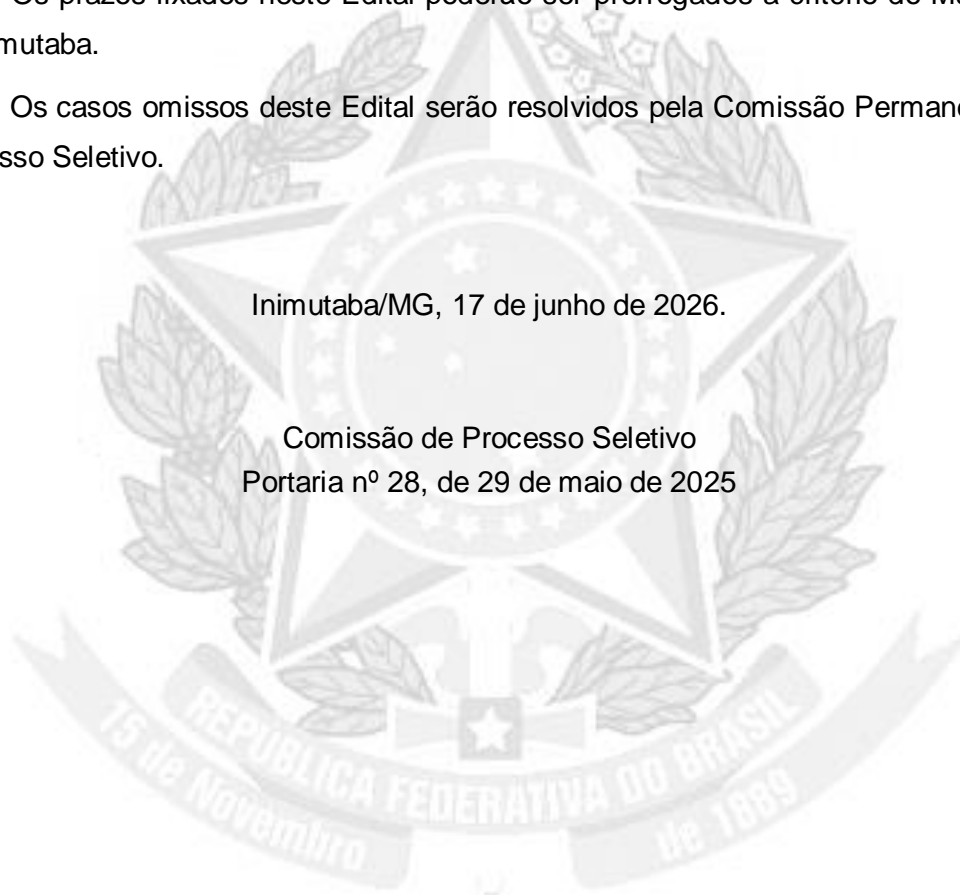 Os prazos fixados neste Edital poderão ser prorrogados a critério do
mutaba.
Os casos omissos deste Edital serão resolvidos pela Comissão
sso Seletivo.
Inimutaba/MG, 17 de junho de 2026.
Comissão de Processo Seletivo
Portaria nº 28, de 29 de maio de 2025
REPÚBLICA FEDERATIVA DO BRASIL
15 de Novembro de 1889